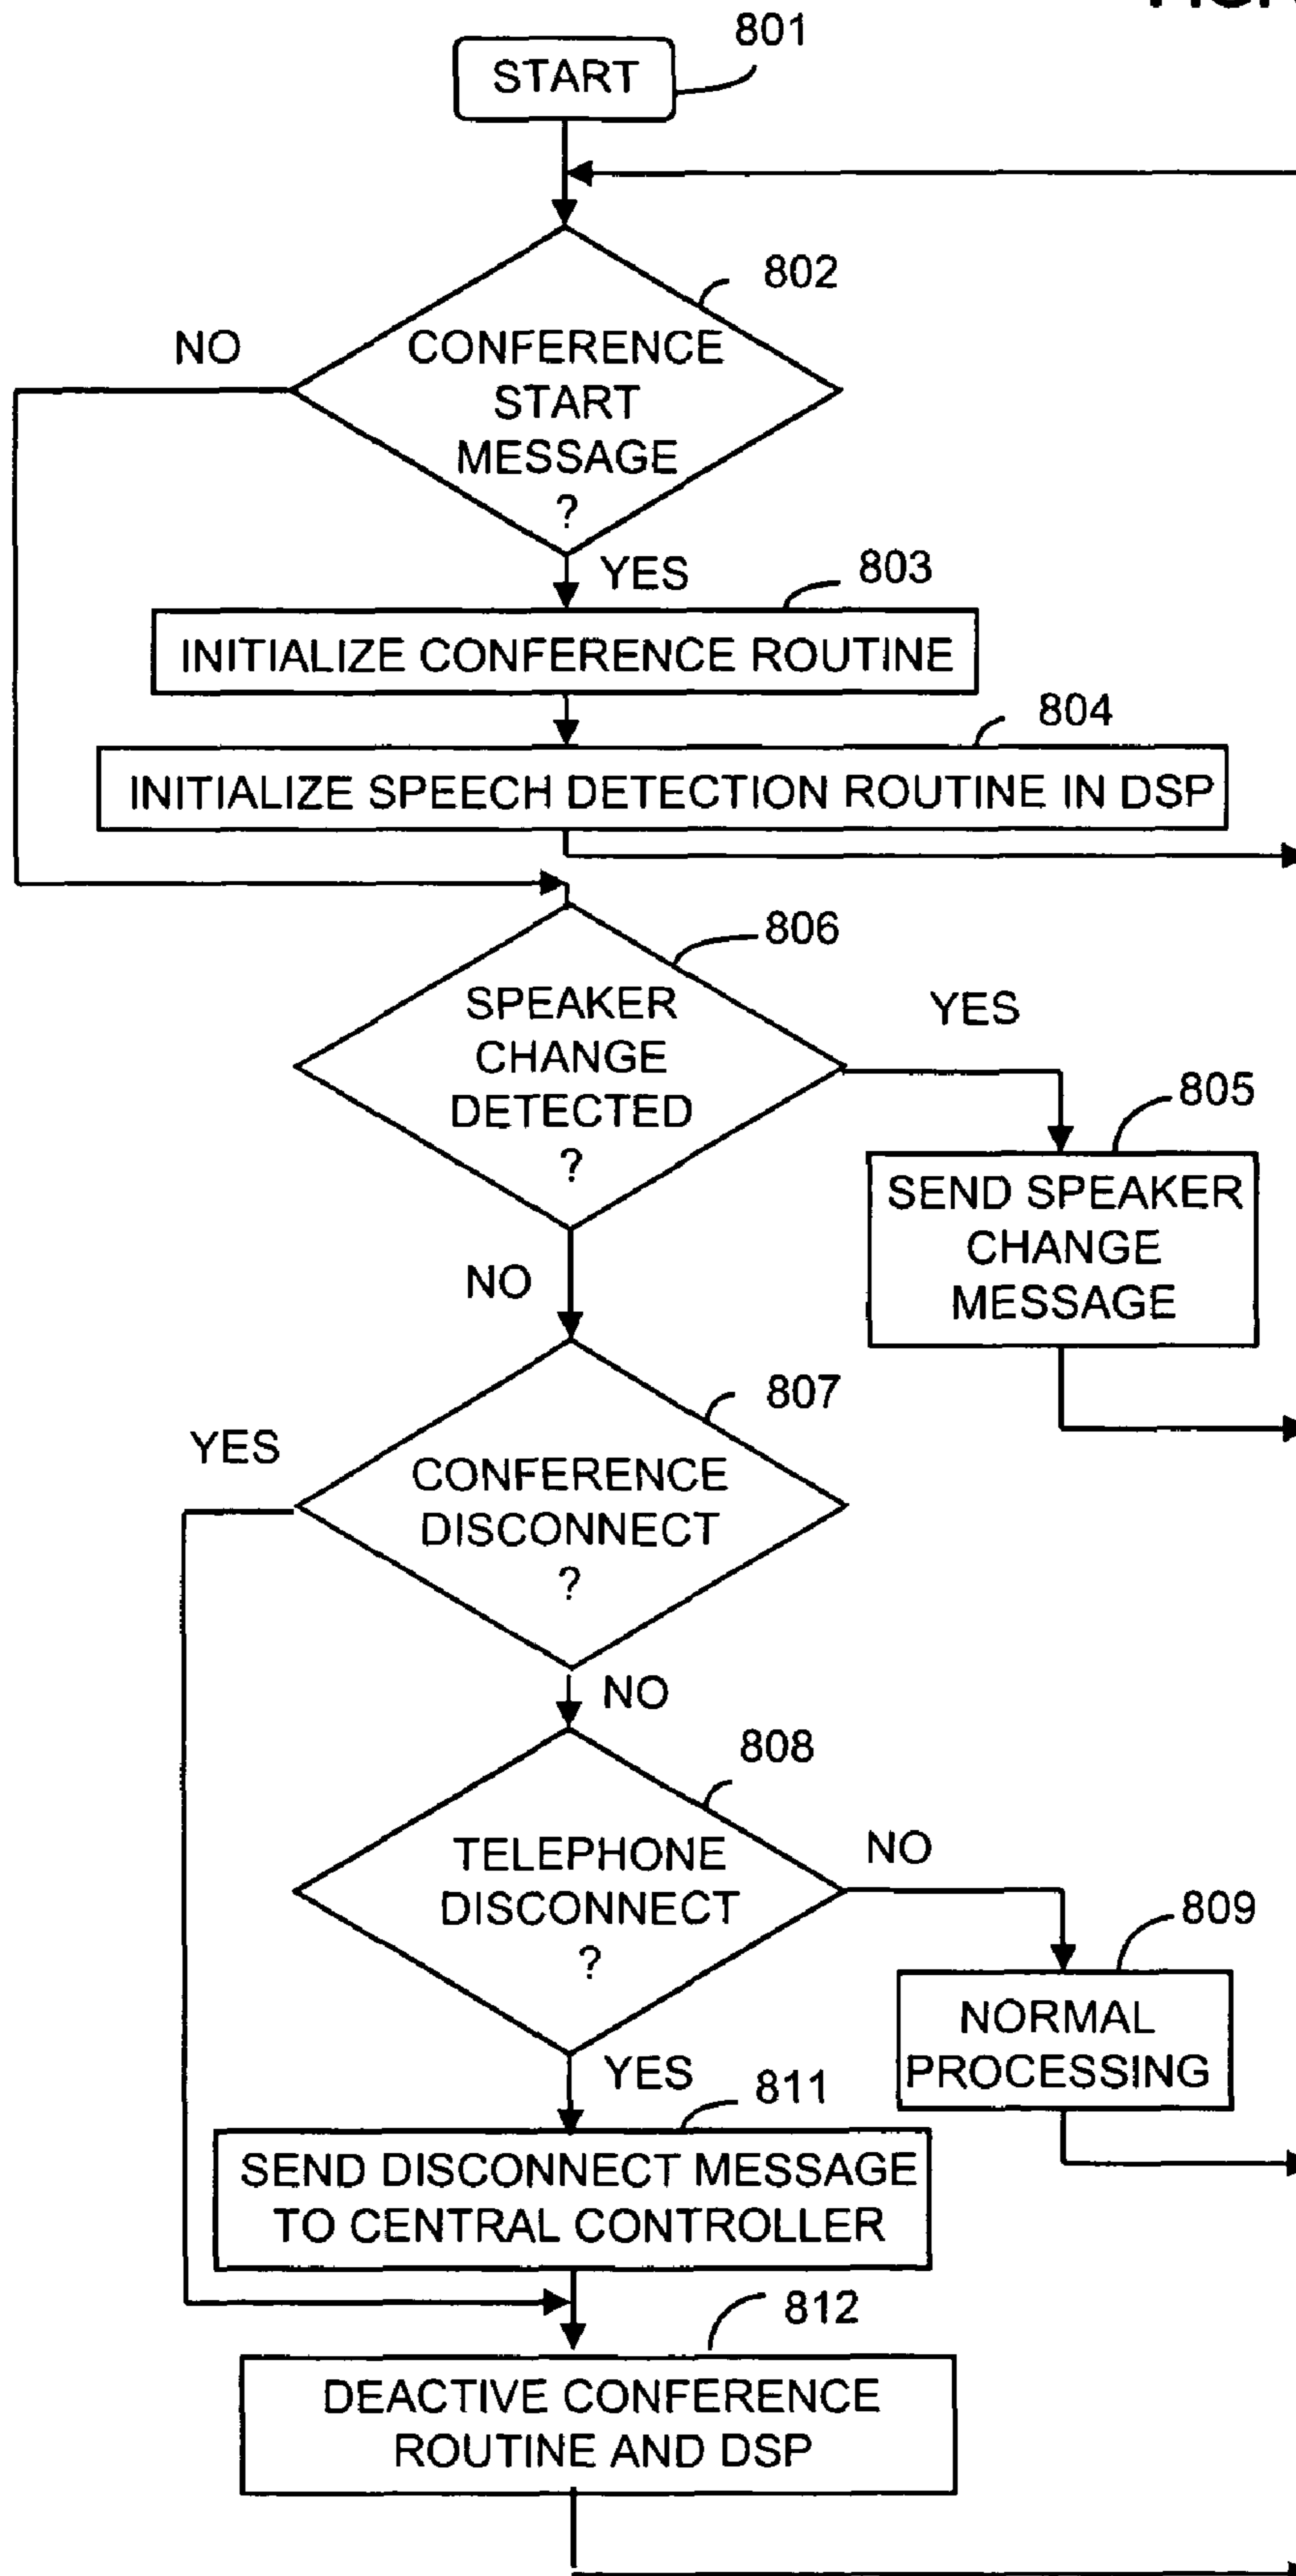 START
801
802
NO
CONFERENCE
START
MESSAGE
?
YES
803
INITIALIZE CONFERENCE ROUTINE
804
INITIALIZE SPEECH DETECTION ROUTINE IN DSP
806
SPEAKER
CHANGE
DETECTED
?
YES
805
SEND SPEAKER
CHANGE
MESSAGE
NO
807
YES
CONFERENCE
DISCONNECT
?
NO
808
TELEPHONE
DISCONNECT
?
NO
809
NORMAL
PROCESSING
YES
811
SEND DISCONNECT MESSAGE
TO CENTRAL CONTROLLER
812
DEACTIVE CONFERENCE
ROUTINE AND DSP